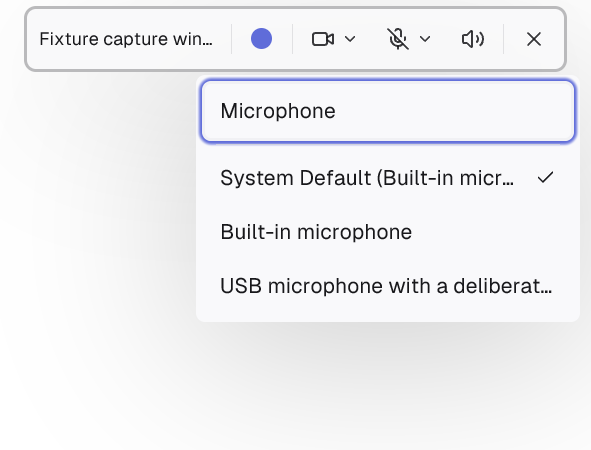 Fixture capture win…
Microphone
System Default (Built-in micr…
Built-in microphone
USB microphone with a deliberat…